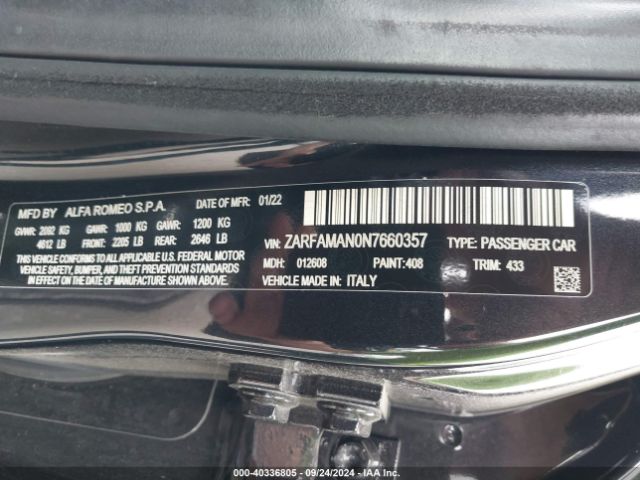 MFD BY ALFA ROMEO S.P.A. DATE OF MFR: 01/22
GVWR: 2092 KG GAWR: 1000 KG GAWR: 1200 KG
4612 LB FRONT: 2205 LB REAR: 2646 LB
THIS VEHICLE CONFORMS TO ALL APPLICABLE U.S. FEDERAL MOTOR
VEHICLE SAFETY, BUMPER, AND THEFT PREVENTION STANDARDS
IN EFFECT ON THE DATE OF MANUFACTURE SHOWN ABOVE.
VIN: ZARFAMAN0N7660357 TYPE: PASSENGER CAR
MDH: 012608 PAINT: 408 TRIM: 433
VEHICLE MADE IN: ITALY
000-40336805 - 09/24/2024 - IAA Corp.